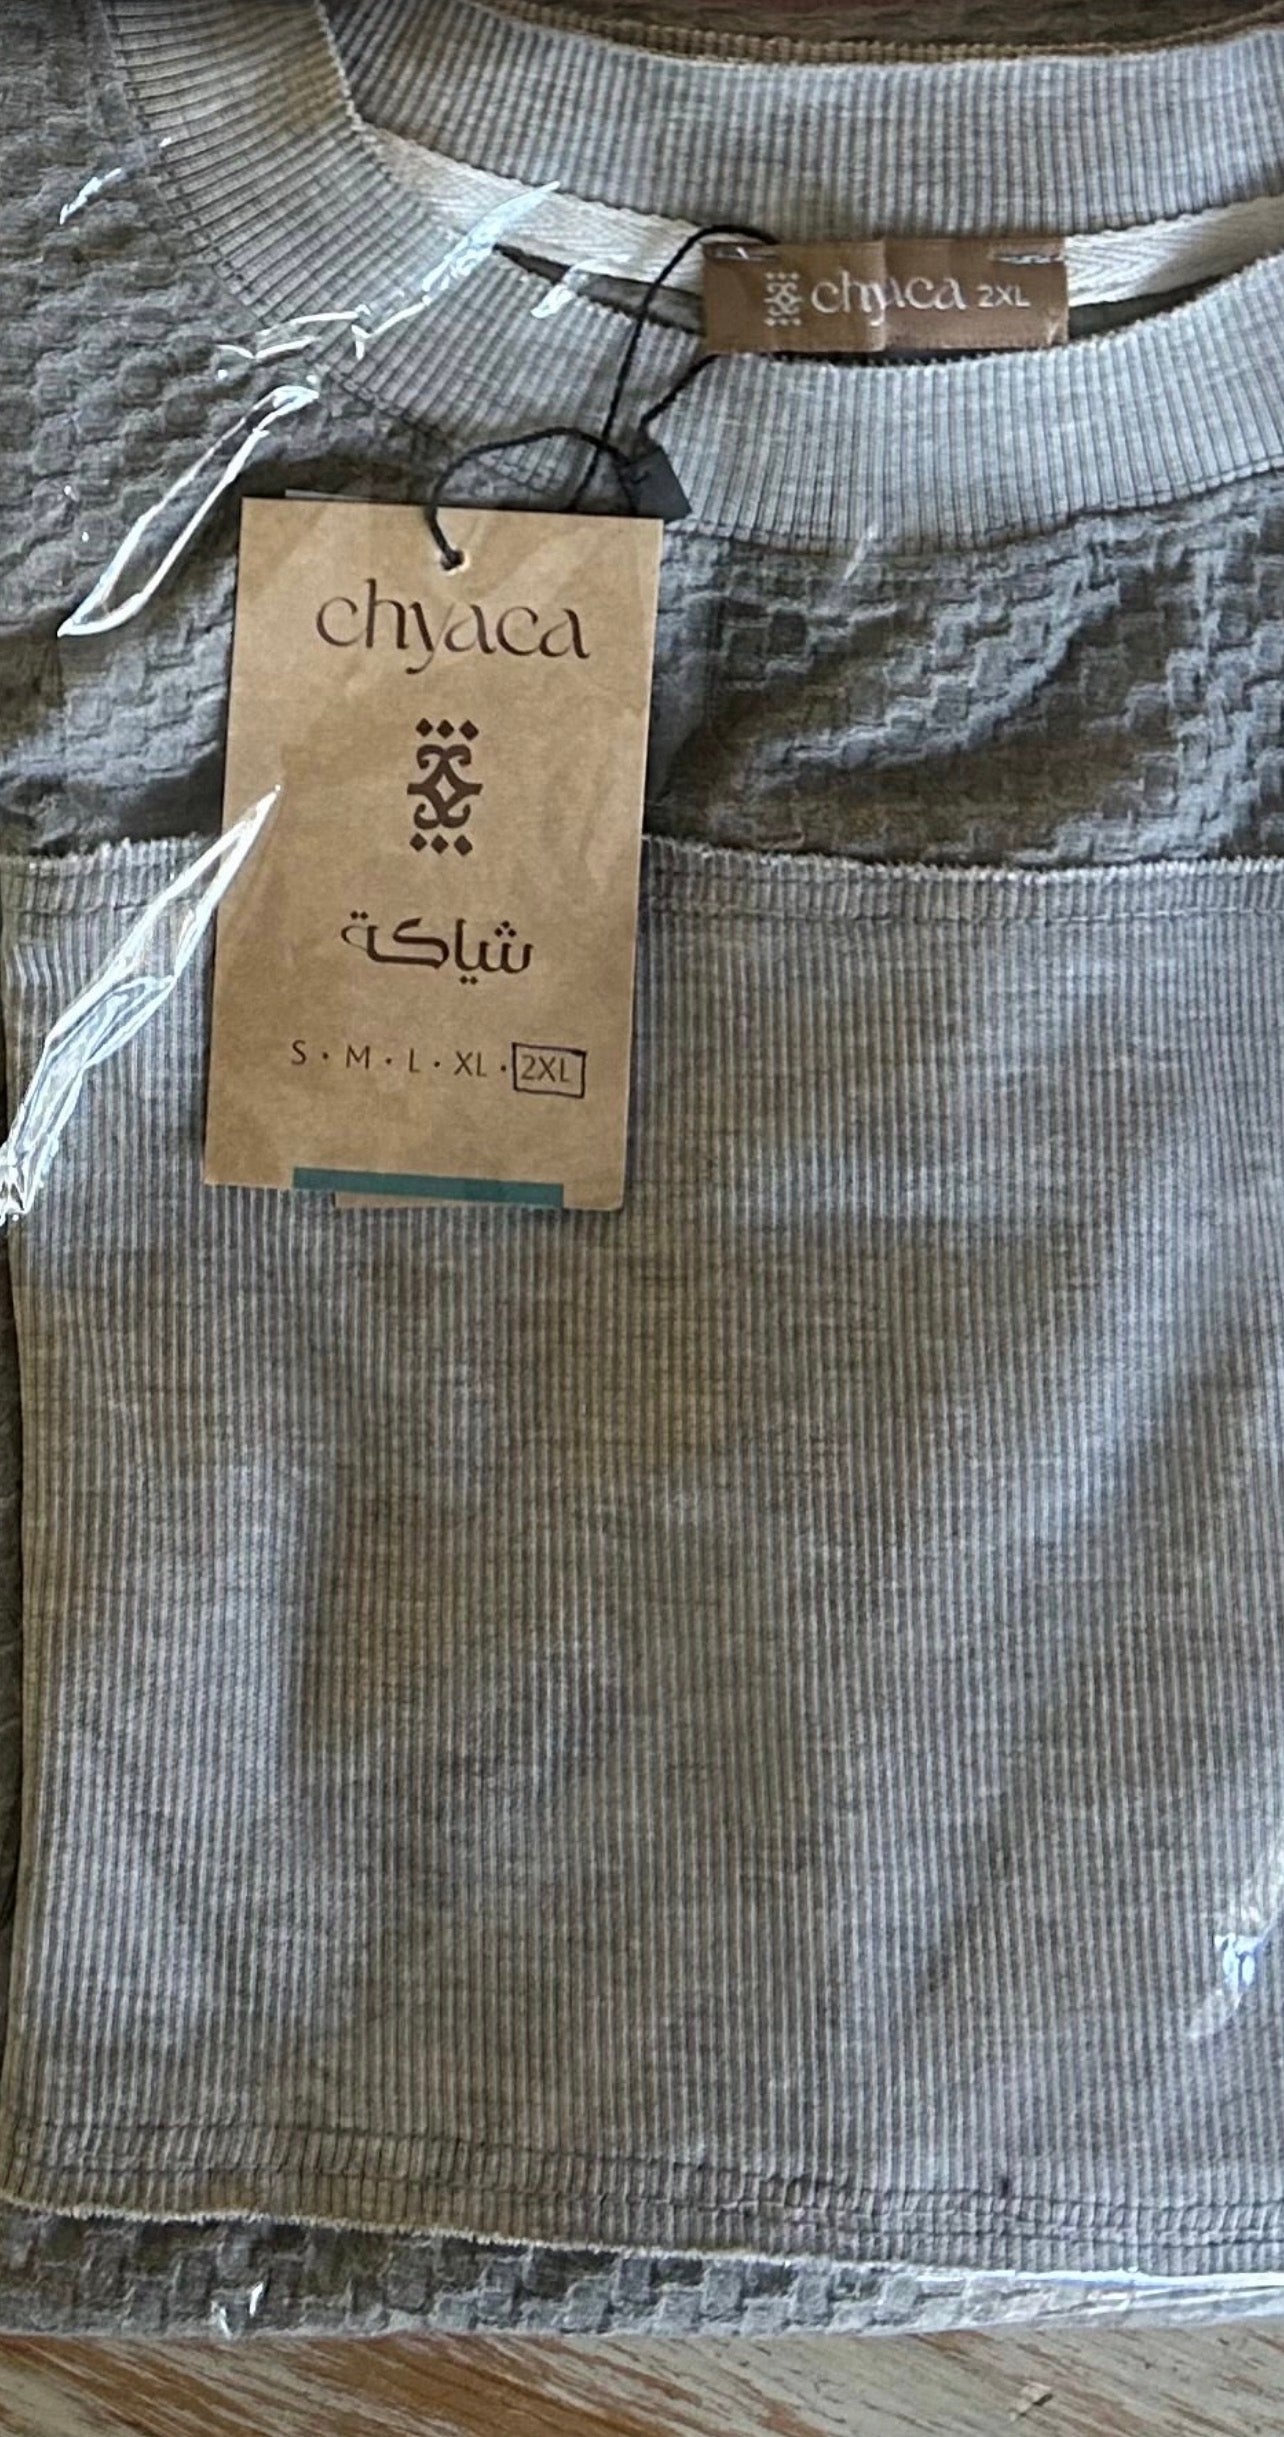 chyaca 2XL
chyaca
شياكة
S • M • L • XL • 2XL